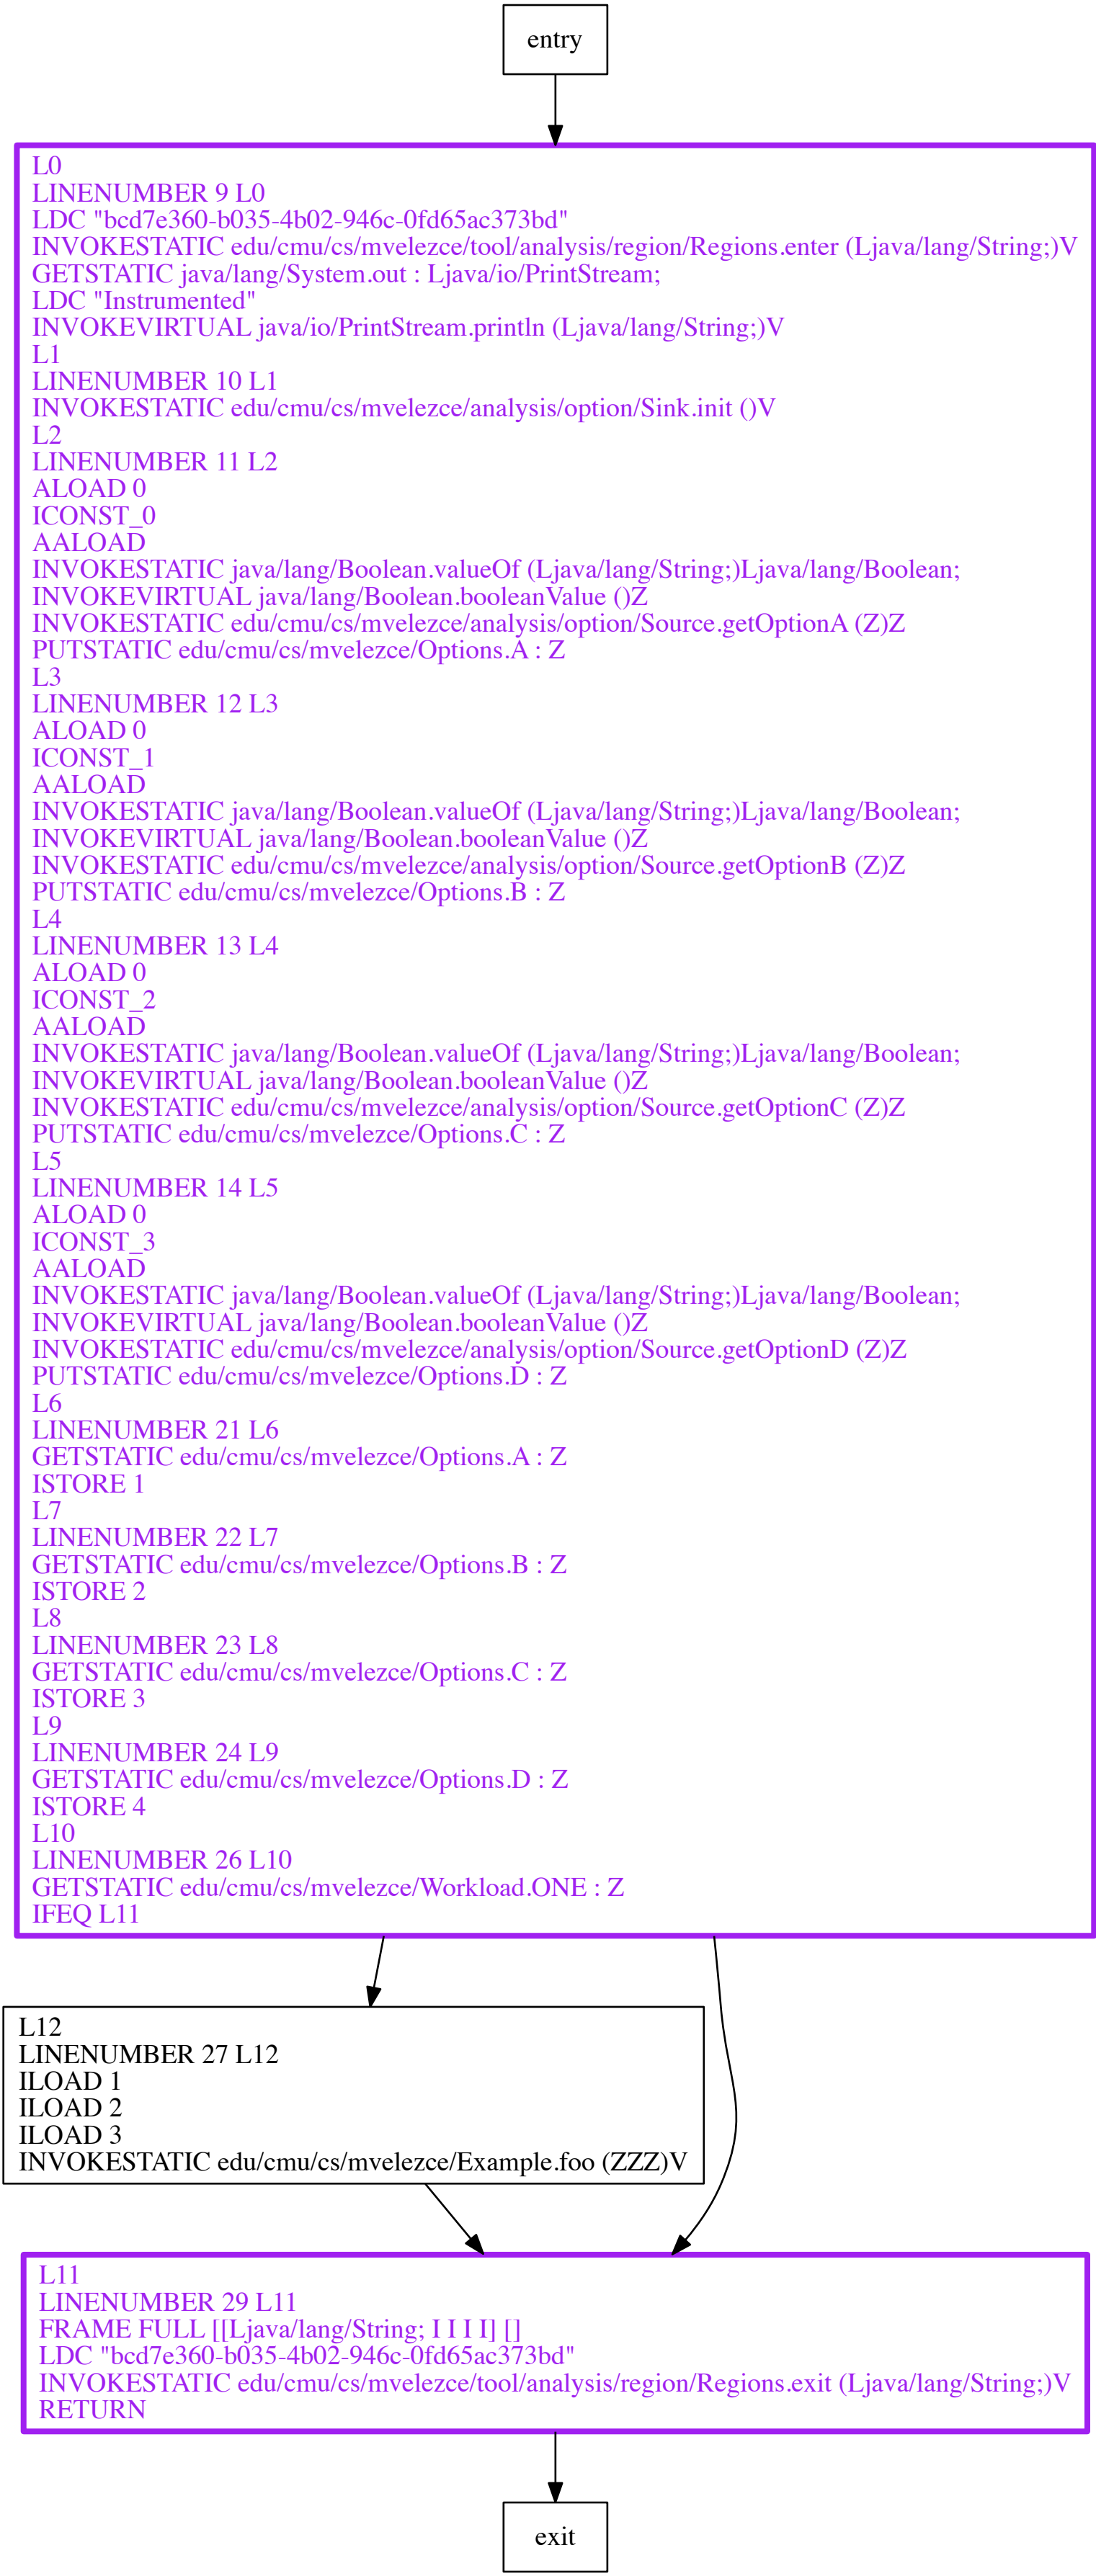 entry
L0
LINENUMBER 9 L0
LDC "bcd7e360-b035-4b02-946c-0fd65ac373bd"
INVOKESTATIC edu/cmu/cs/mvelezce/tool/analysis/region/Regions.enter (Ljava/lang/String;)V
GETSTATIC java/lang/System.out : Ljava/io/PrintStream;
LDC "Instrumented"
INVOKEVIRTUAL java/io/PrintStream.println (Ljava/lang/String;)V
L1
LINENUMBER 10 L1
INVOKESTATIC edu/cmu/cs/mvelezce/analysis/option/Sink.init ()V
L2
LINENUMBER 11 L2
ALOAD 0
ICONST_0
AALOAD
INVOKESTATIC java/lang/Boolean.valueOf (Ljava/lang/String;)Ljava/lang/Boolean;
INVOKEVIRTUAL java/lang/Boolean.booleanValue ()Z
INVOKESTATIC edu/cmu/cs/mvelezce/analysis/option/Source.getOptionA (Z)Z
PUTSTATIC edu/cmu/cs/mvelezce/Options.A : Z
L3
LINENUMBER 12 L3
ALOAD 0
ICONST_1
AALOAD
INVOKESTATIC java/lang/Boolean.valueOf (Ljava/lang/String;)Ljava/lang/Boolean;
INVOKEVIRTUAL java/lang/Boolean.booleanValue ()Z
INVOKESTATIC edu/cmu/cs/mvelezce/analysis/option/Source.getOptionB (Z)Z
PUTSTATIC edu/cmu/cs/mvelezce/Options.B : Z
L4
LINENUMBER 13 L4
ALOAD 0
ICONST_2
AALOAD
INVOKESTATIC java/lang/Boolean.valueOf (Ljava/lang/String;)Ljava/lang/Boolean;
INVOKEVIRTUAL java/lang/Boolean.booleanValue ()Z
INVOKESTATIC edu/cmu/cs/mvelezce/analysis/option/Source.getOptionC (Z)Z
PUTSTATIC edu/cmu/cs/mvelezce/Options.C : Z
L5
LINENUMBER 14 L5
ALOAD 0
ICONST_3
AALOAD
INVOKESTATIC java/lang/Boolean.valueOf (Ljava/lang/String;)Ljava/lang/Boolean;
INVOKEVIRTUAL java/lang/Boolean.booleanValue ()Z
INVOKESTATIC edu/cmu/cs/mvelezce/analysis/option/Source.getOptionD (Z)Z
PUTSTATIC edu/cmu/cs/mvelezce/Options.D : Z
L6
LINENUMBER 21 L6
GETSTATIC edu/cmu/cs/mvelezce/Options.A : Z
ISTORE 1
L7
LINENUMBER 22 L7
GETSTATIC edu/cmu/cs/mvelezce/Options.B : Z
ISTORE 2
L8
LINENUMBER 23 L8
GETSTATIC edu/cmu/cs/mvelezce/Options.C : Z
ISTORE 3
L9
LINENUMBER 24 L9
GETSTATIC edu/cmu/cs/mvelezce/Options.D : Z
ISTORE 4
L10
LINENUMBER 26 L10
GETSTATIC edu/cmu/cs/mvelezce/Workload.ONE : Z
IFEQ L11
L12
LINENUMBER 27 L12
ILOAD 1
ILOAD 2
ILOAD 3
INVOKESTATIC edu/cmu/cs/mvelezce/Example.foo (ZZZ)V
L11
LINENUMBER 29 L11
FRAME FULL [[Ljava/lang/String; I I I I] []
LDC "bcd7e360-b035-4b02-946c-0fd65ac373bd"
INVOKESTATIC edu/cmu/cs/mvelezce/tool/analysis/region/Regions.exit (Ljava/lang/String;)V
RETURN
exit